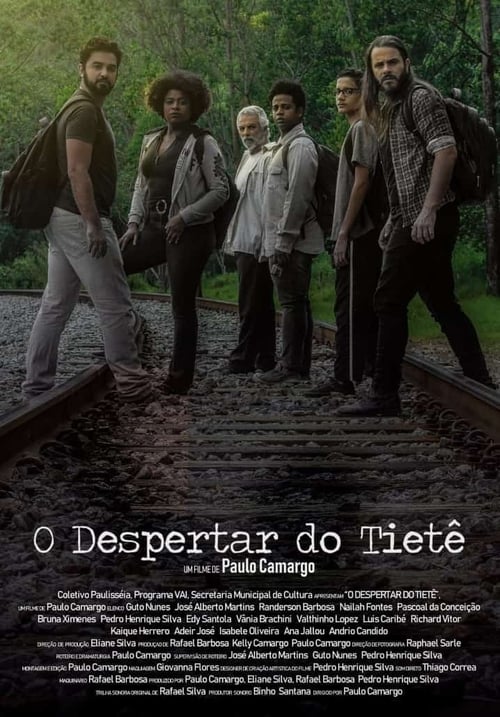 O Despertar do Tietê
UM FILME DE Paulo Camargo
Coletivo Paulisséia, Programa VAI, Secretaria Municipal de Cultura APRESENTAM "O DESPERTAR DO TIETÊ",
UM FILME DE Paulo Camargo ELENCO Guto Nunes José Alberto Martins Randerson Barbosa Nailah Fontes Pascoal da Conceição
Bruna Ximenes Pedro Henrique Silva Edy Santola Vânia Brachini Valthinho Lopez Luis Caribé Richard Vitor
Kaique Herrero Adeir José Isabele Oliveira Ana Jallou Andrio Candido
DIREÇÃO DE PRODUÇÃO Eliane Silva PRODUÇÃO DE Rafael Barbosa Kelly Camargo Paulo Camargo DIREÇÃO DE FOTOGRAFIA Raphael Sarle
ROTEIRO E DRAMATURGIA Paulo Camargo SUPERVISÃO DE ROTEIRO José Alberto Martins Guto Nunes Pedro Henrique Silva
MONTAGEM E EDIÇÃO Paulo Camargo MAQUIAGEM Giovanna Flores DESIGNER DE CRIAÇÃO ARTÍSTICA DO FILME Pedro Henrique Silva SOM DIRETO Thiago Correa
MAQUINÁRIO Rafael Barbosa PRODUZIDO POR Paulo Camargo, Eliane Silva, Rafael Barbosa Pedro Henrique Silva
TRILHA SONORA ORIGINAL DE Rafael Silva PRODUTOR SONORO Binho Santana DIRIGIDO POR Paulo Camargo